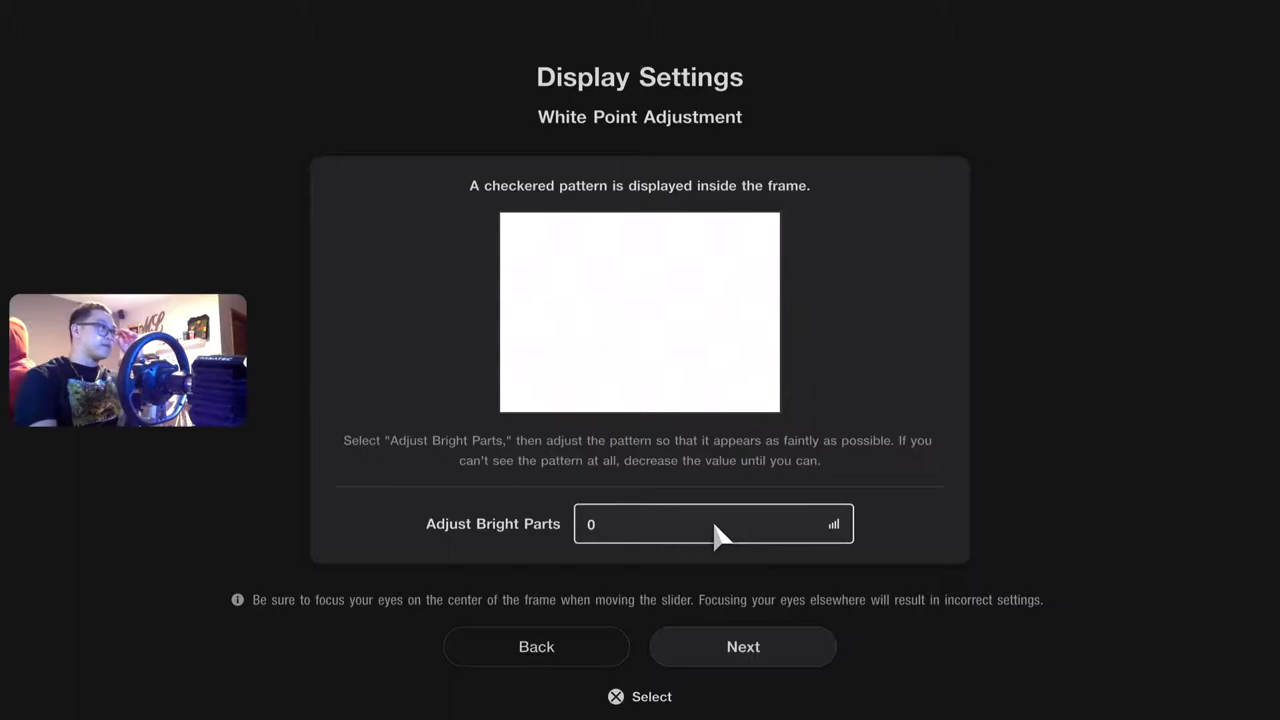 Display Settings
White Point Adjustment
A checkered pattern is displayed inside the frame.
FANATEC
Select "Adjust Bright Parts," then adjust the pattern so that it appears as faintly as possible. If you
can't see the pattern at all, decrease the value until you can.
Adjust Bright Parts
0
Be sure to focus your eyes on the center of the frame when moving the slider. Focusing your eyes elsewhere will result in incorrect settings.
Back
Next
Select